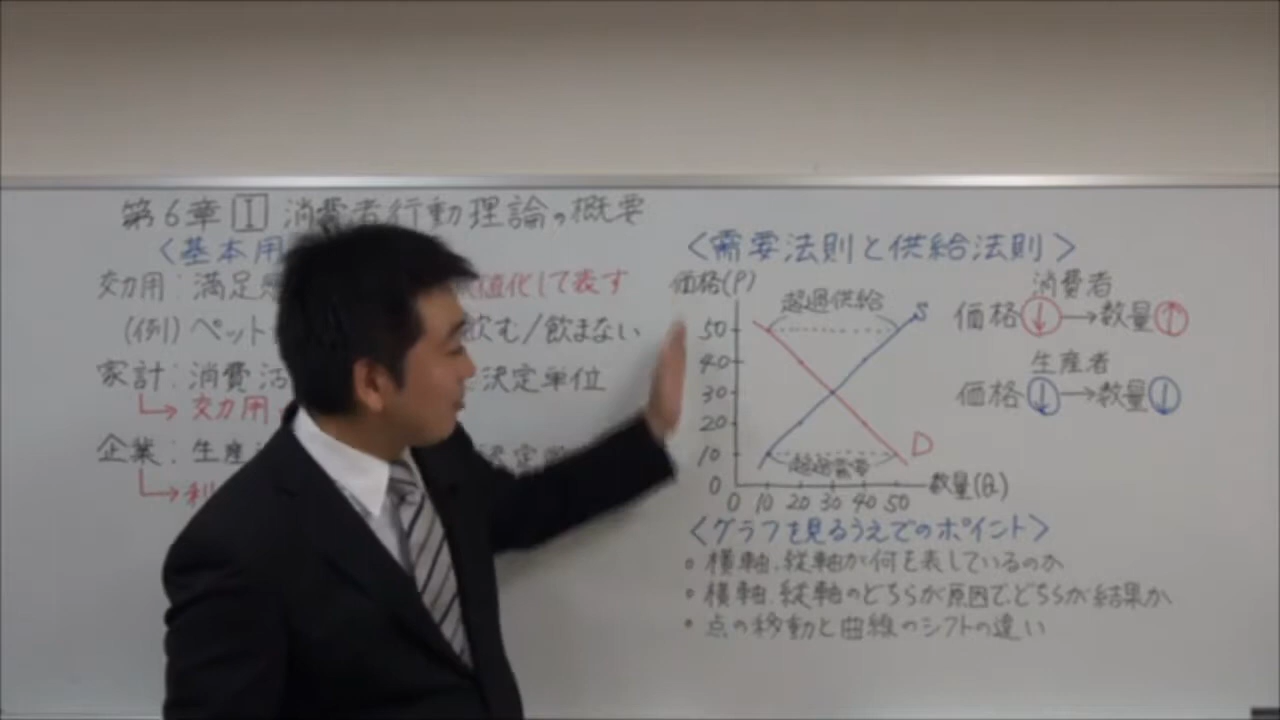 第6章 Ⅰ 消費者行動理論の概要
〈基本用
効用：満足感 値化して表す
(例) ペット 飲む/飲まない
家計：消費活 決定単位
→効用
企業：生産 決定
→利
〈需要法則と供給法則〉
価格(P)
超過供給
S
50
40
30
20
10
0
超過需要
D
0 10 20 30 40 50
数量(Q)
消費者
価格↓→数量↑
生産者
価格↓→数量↓
〈グラフを見るうえでのポイント〉
・横軸、縦軸が何を表しているのか
・横軸、縦軸のどちらが原因で、どちらが結果か
・点の移動と曲線のシフトの違い